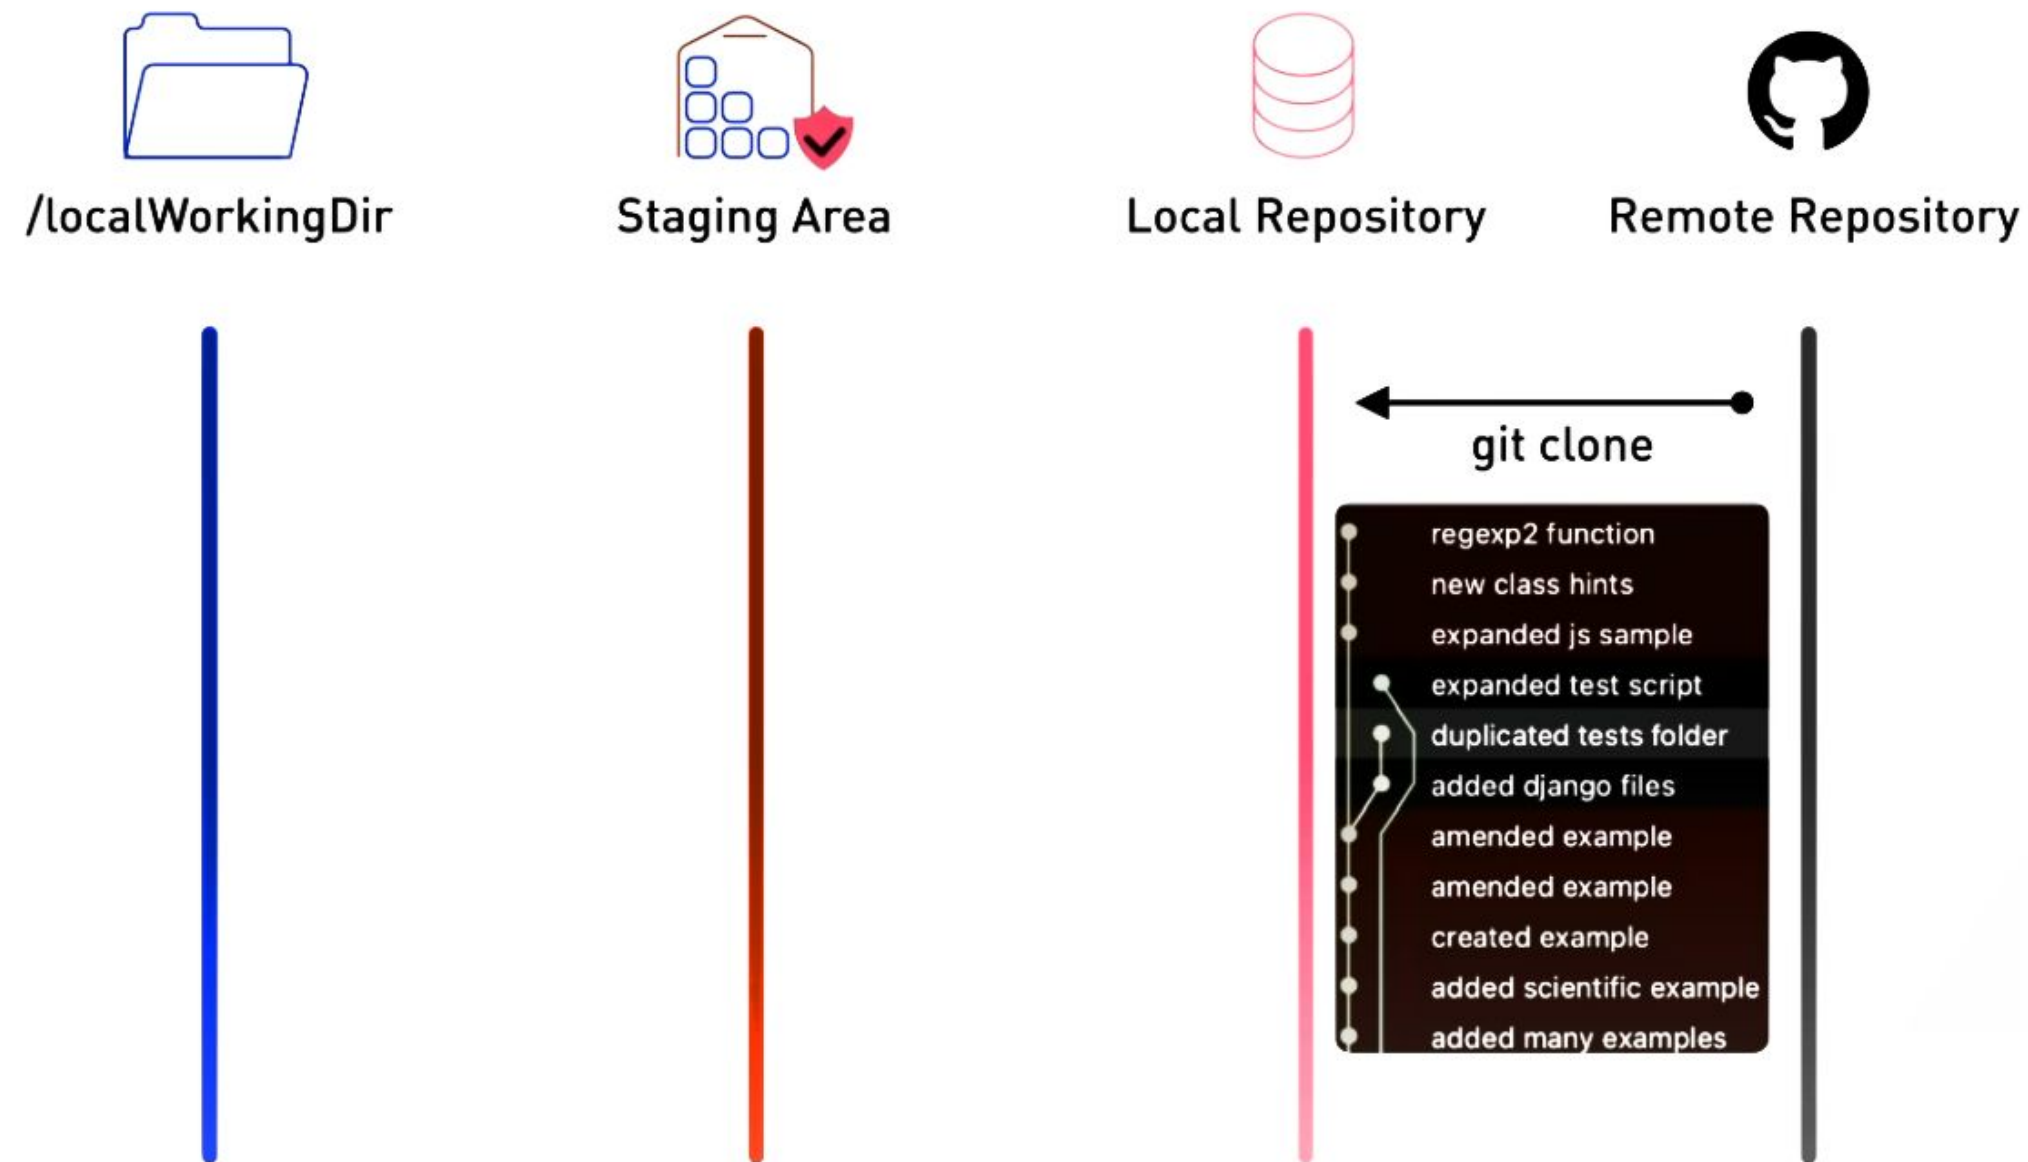 /localWorkingDir
Staging Area
Local Repository
Remote Repository
git clone
regexp2 function
new class hints
expanded js sample
expanded test script
duplicated tests folder
added django files
amended example
amended example
created example
added scientific example
added many examples